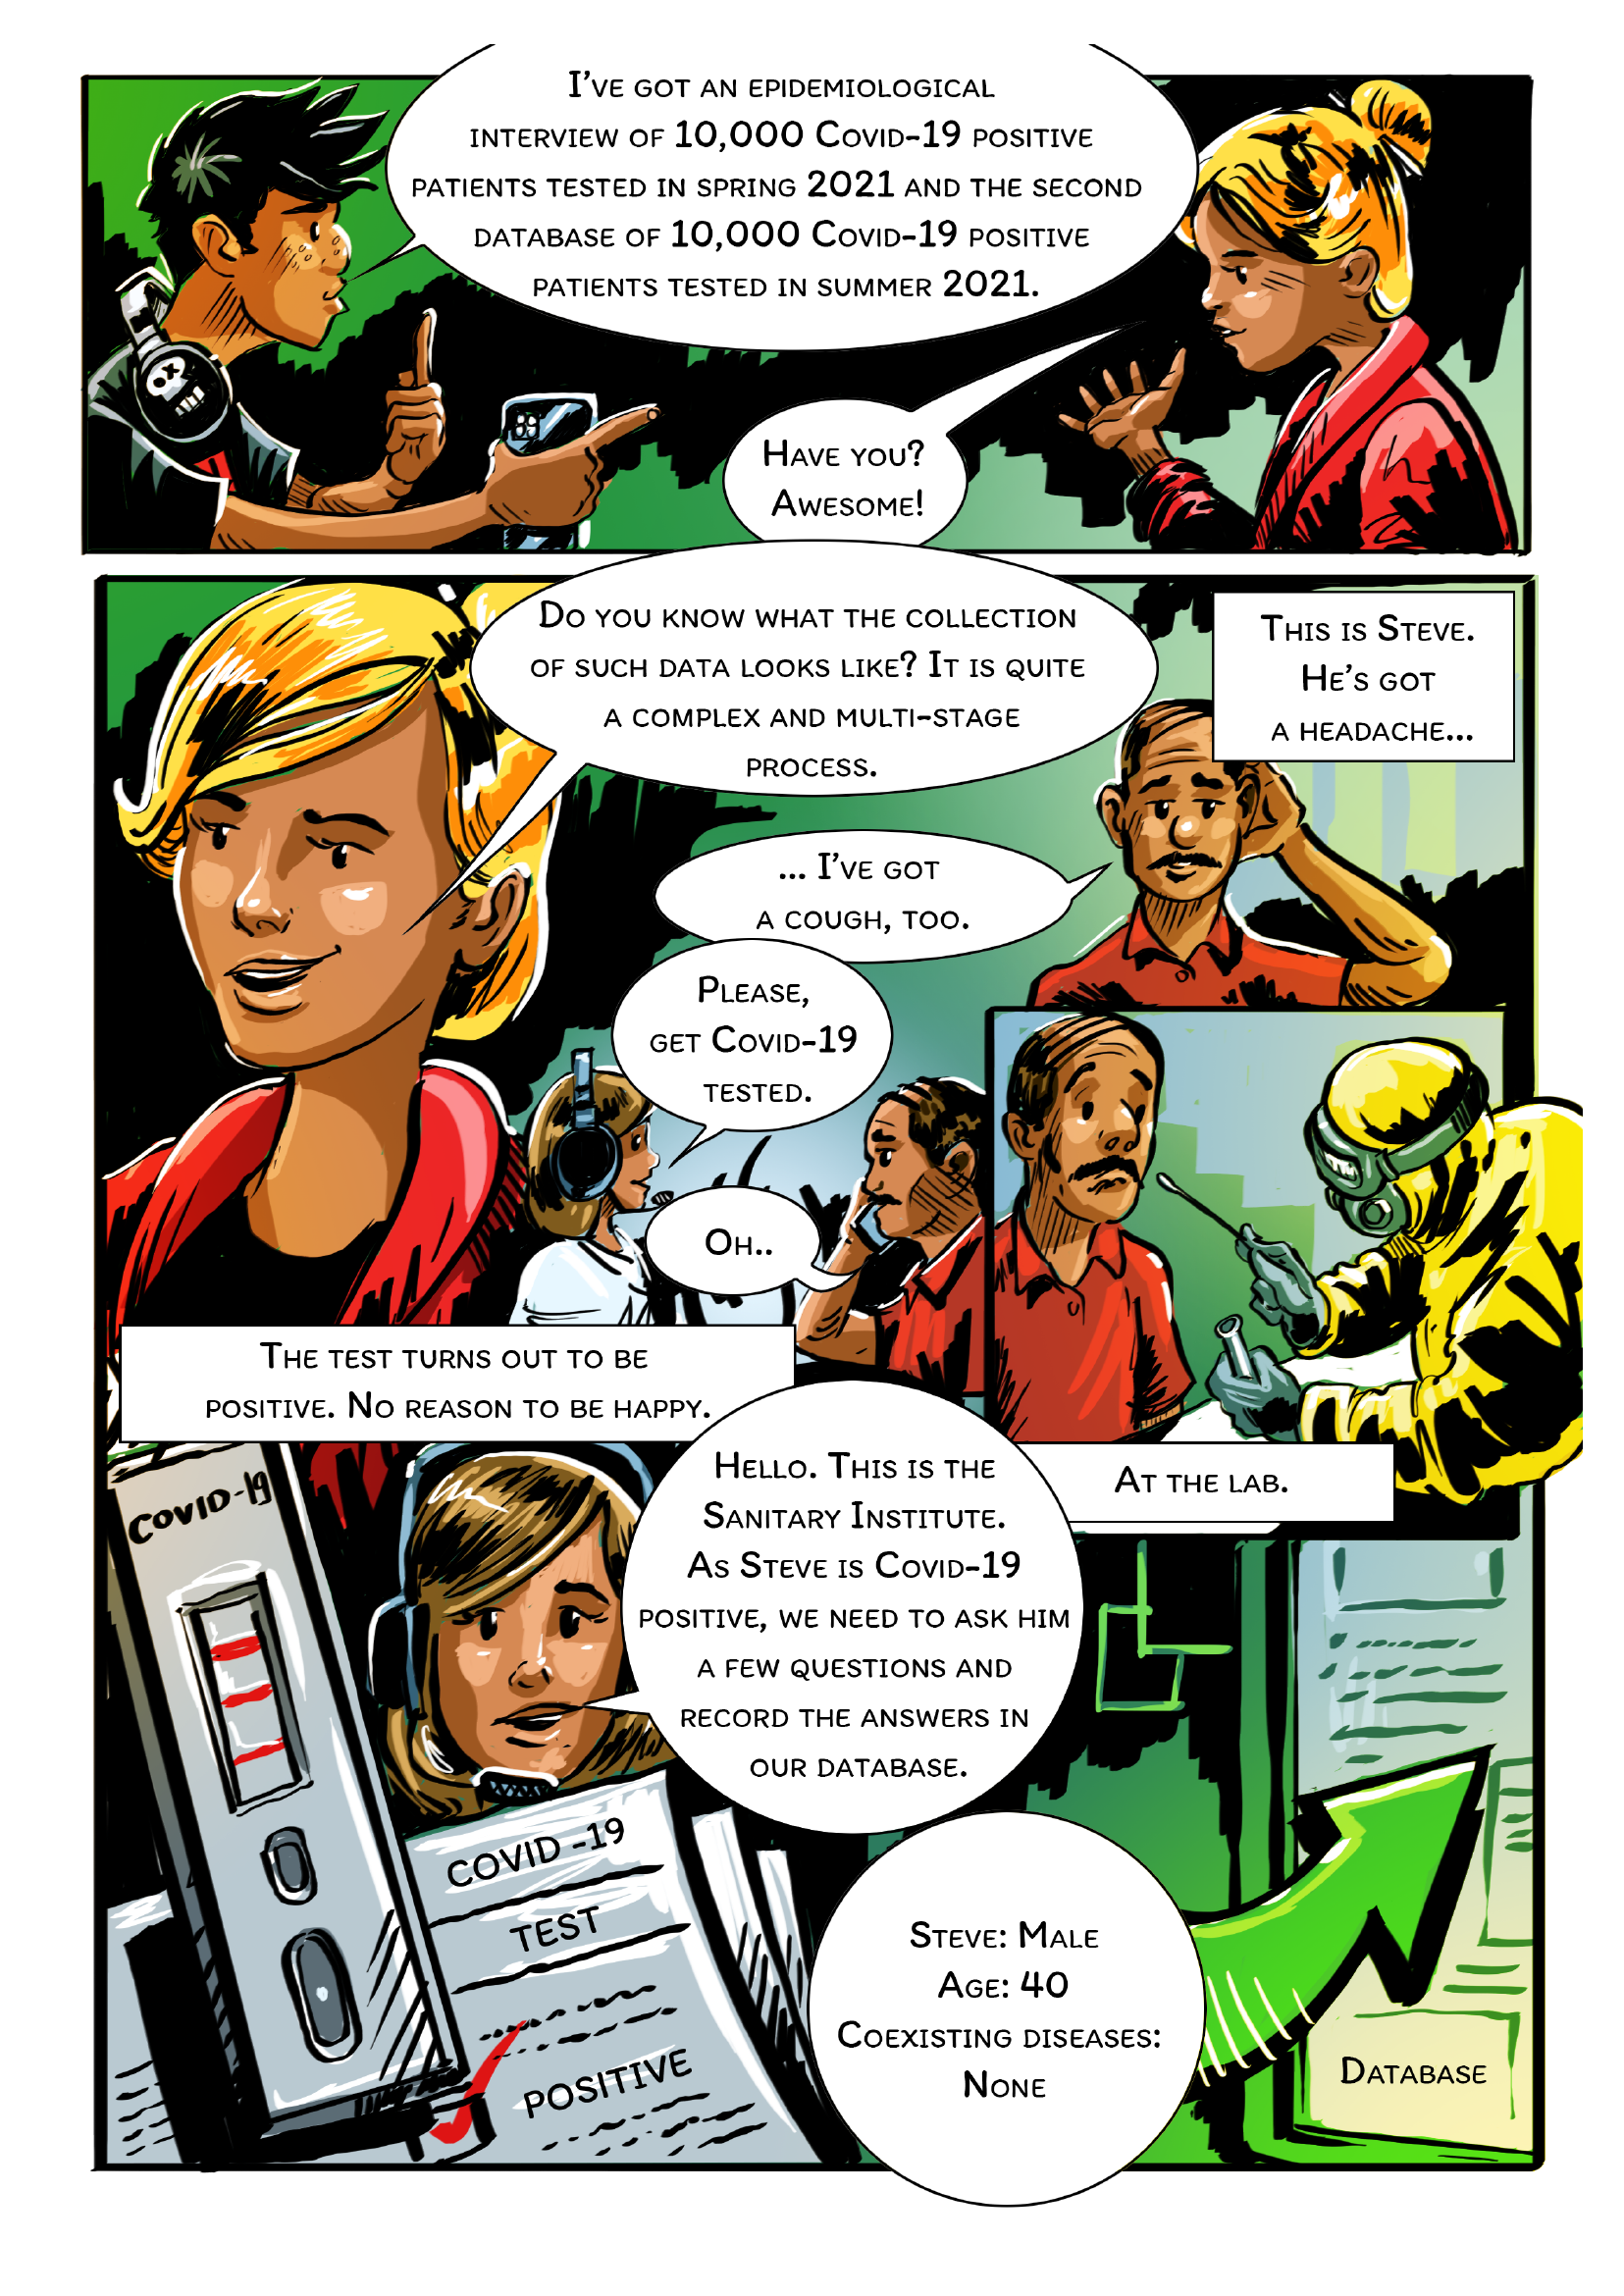 I've got an epidemiological
interview of 10,000 Covid-19 positive
patients tested in spring 2021 and the second
database of 10,000 Covid-19 positive
patients tested in summer 2021.
Have you?
Awesome!
Do you know what the collection
of such data looks like? It is quite
a complex and multi-stage
process.
This is Steve.
He's got
a headache...
... I've got
a cough, too.
Please,
get Covid-19
tested.
Oh..
At the lab.
The test turns out to be
positive. No reason to be happy.
Hello. This is the
Sanitary Institute.
As Steve is Covid-19
positive, we need to ask him
a few questions and
record the answers in
our database.
COVID-19
COVID-19
TEST
POSITIVE
Steve: Male
Age: 40
Coexisting diseases:
None
Database